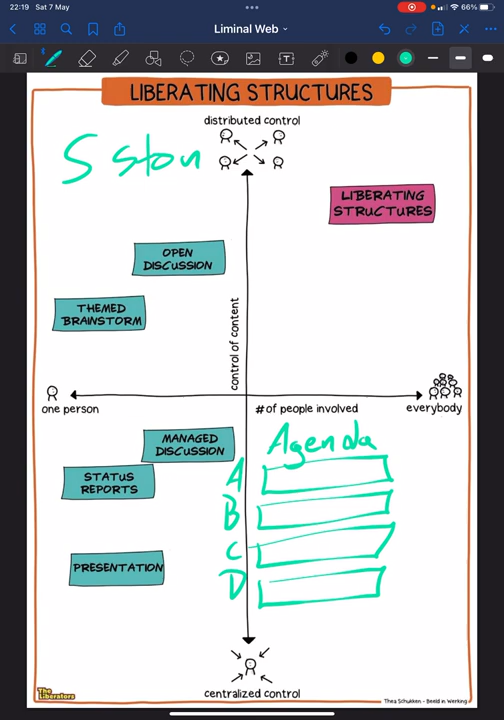 22:19 Sat 7 May
66%
Liminal Web
LIBERATING STRUCTURES
distributed control
LIBERATING
STRUCTURES
OPEN
DISCUSSION
THEMED
BRAINSTORM
control of content
one person
# of people involved
everybody
MANAGED
DISCUSSION
Agenda
STATUS
REPORTS
A
B
C
D
PRESENTATION
centralized control
The
Liberators
Thea Schukken - Beeld in Werking